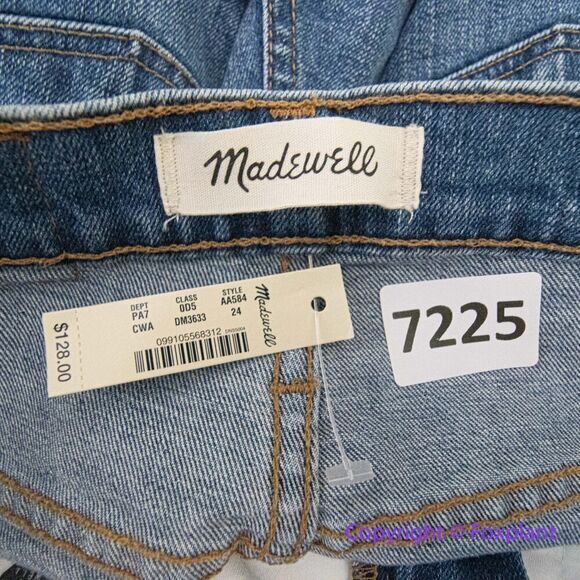 Madewell
DEPT CLASS STYLE
PA7 0D5 AA584
CWA DM3633 24
099105568312
$128.00
Madewell
7225
Copyright © Foxplant